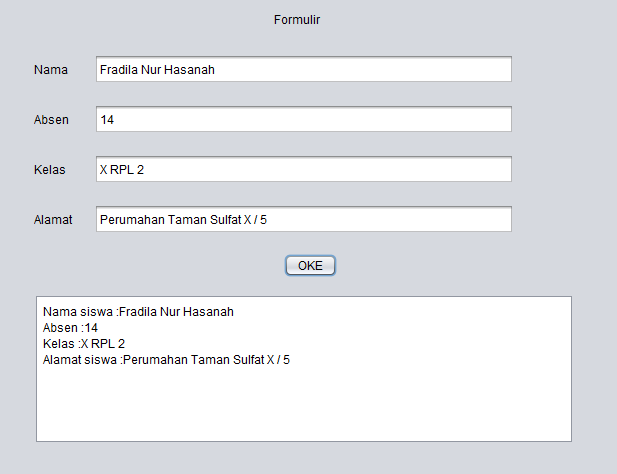 Formulir
Nama Fradila Nur Hasanah
Absen 14
Kelas X RPL 2
Alamat Perumahan Taman Sulfat X / 5
OKE
Nama siswa :Fradila Nur Hasanah
Absen :14
Kelas :X RPL 2
Alamat siswa :Perumahan Taman Sulfat X / 5